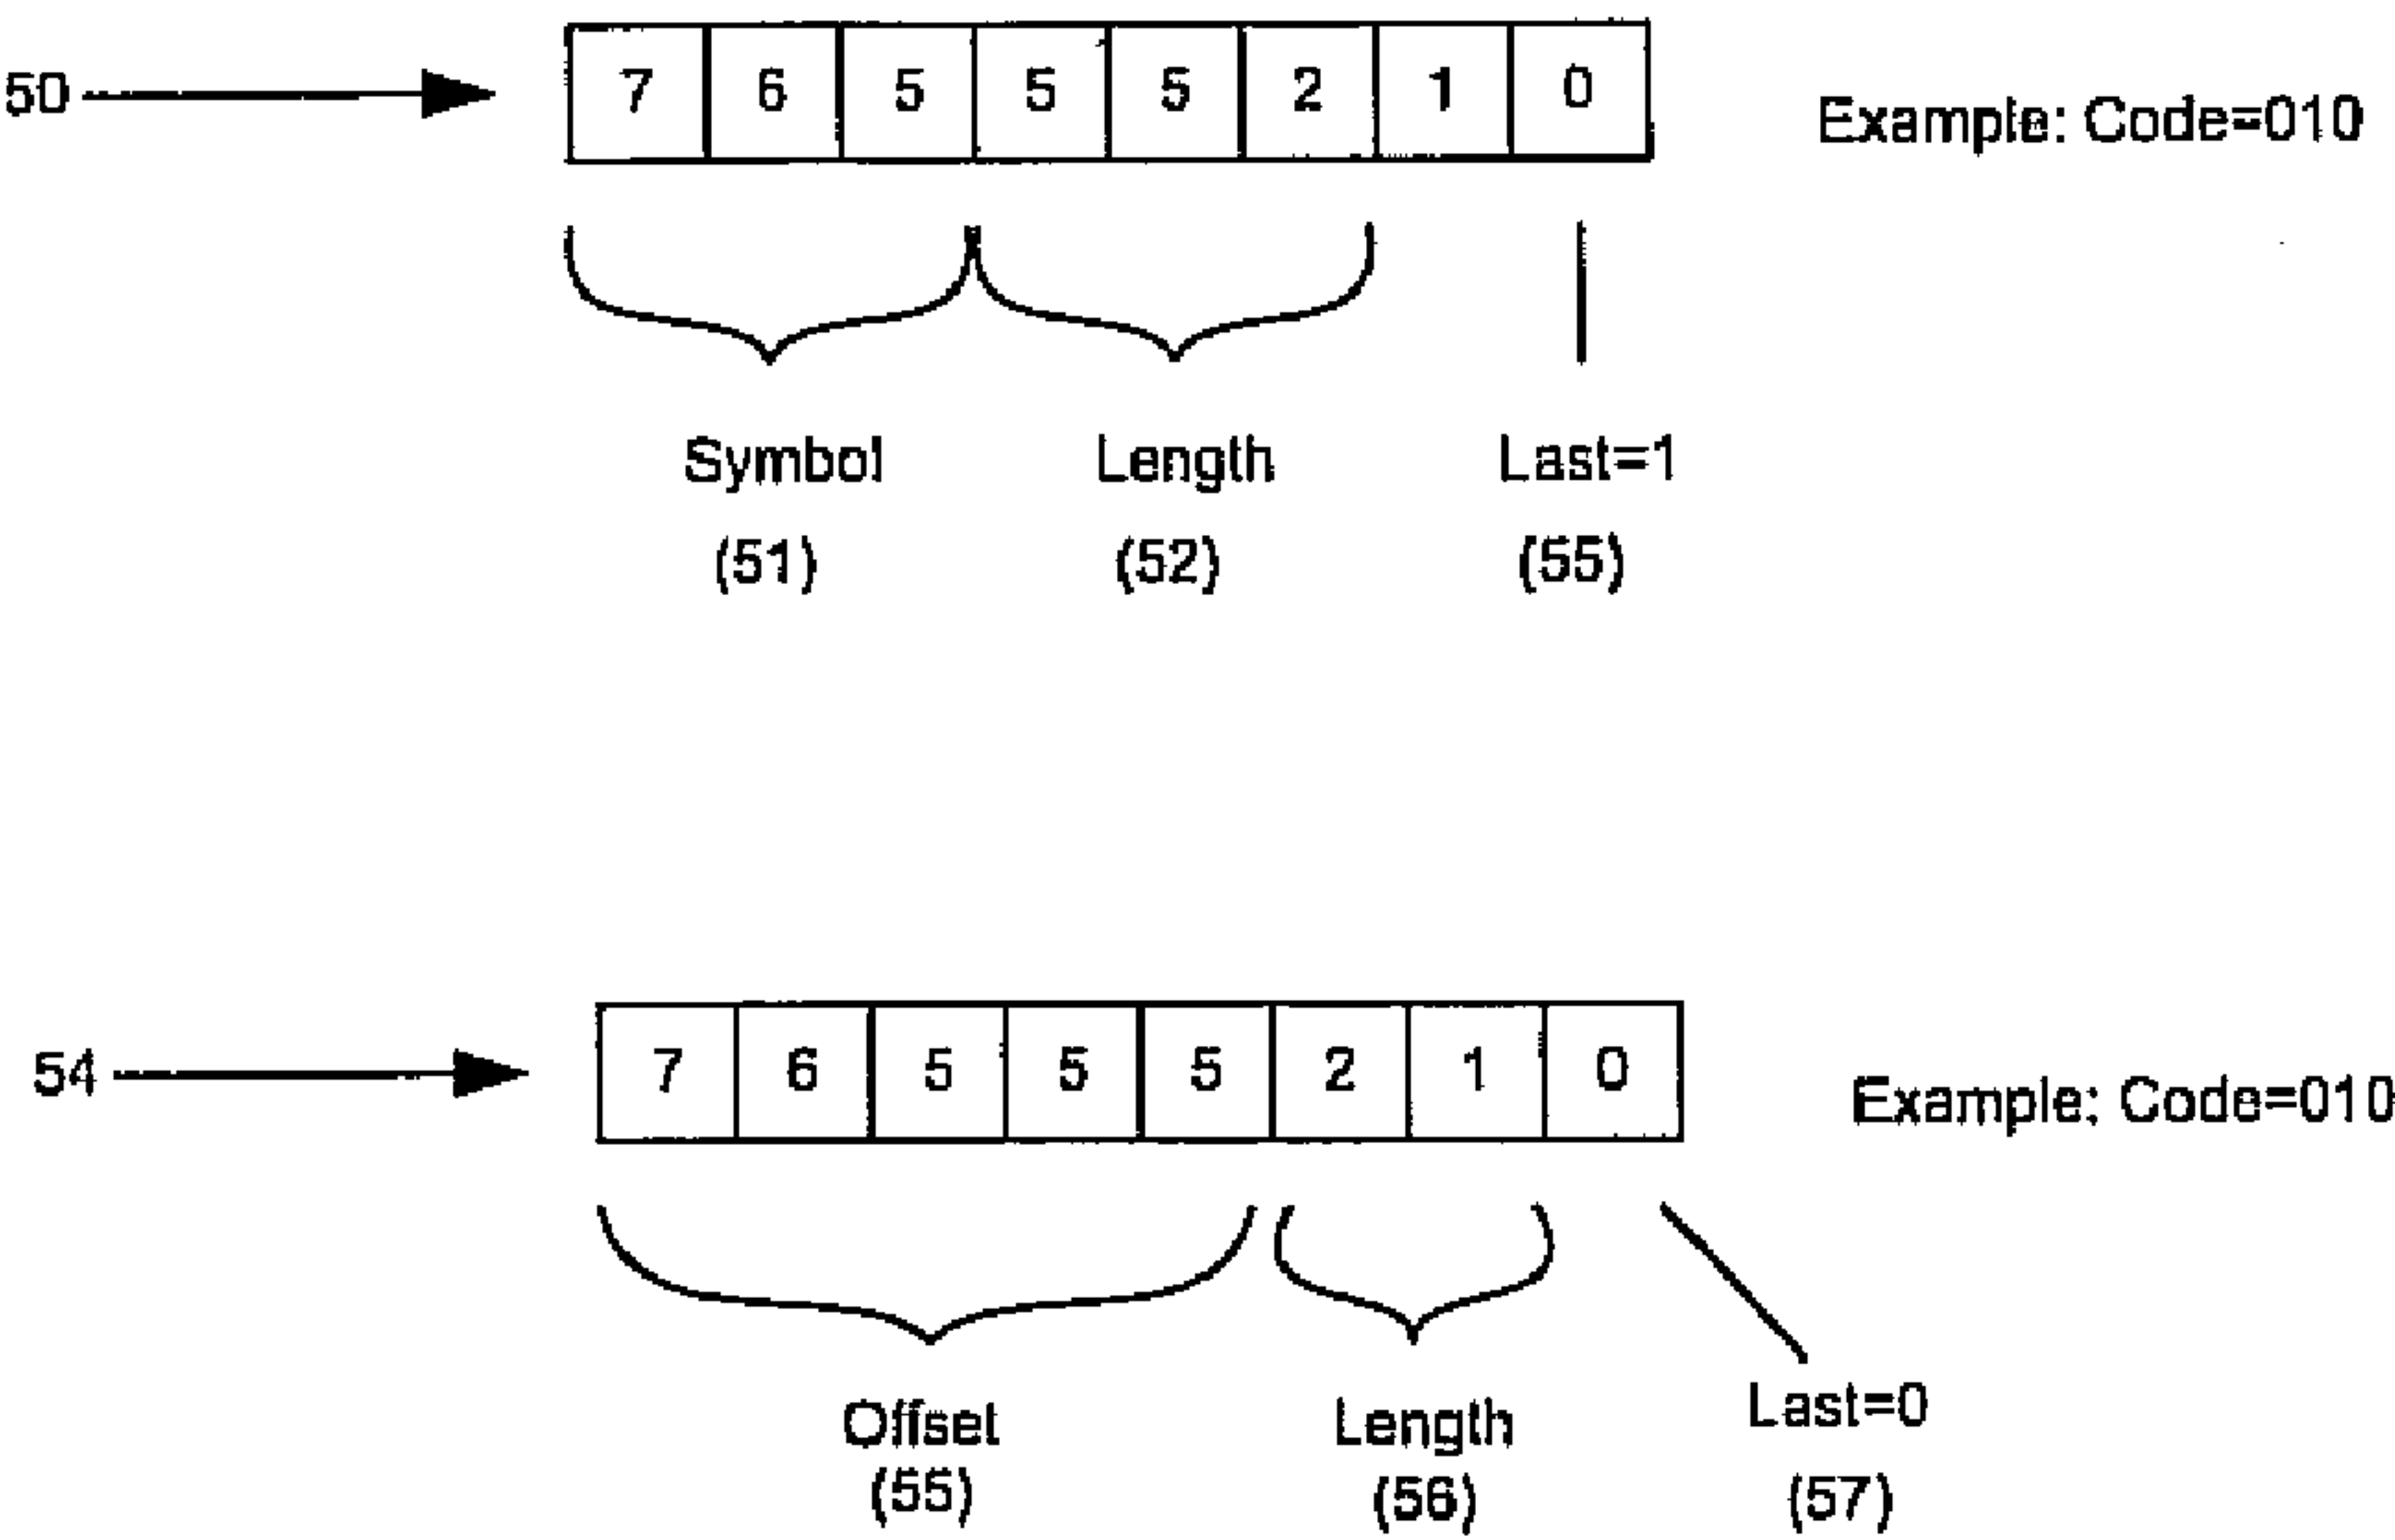 50 7 6 5 5 5 2 1 0 Example: Code=010
Symbol Length Last=1
(51) (52) (55)
54 7 6 5 5 5 2 1 0 Example: Code=010
Offset Length Last=0
(55) (56) (57)